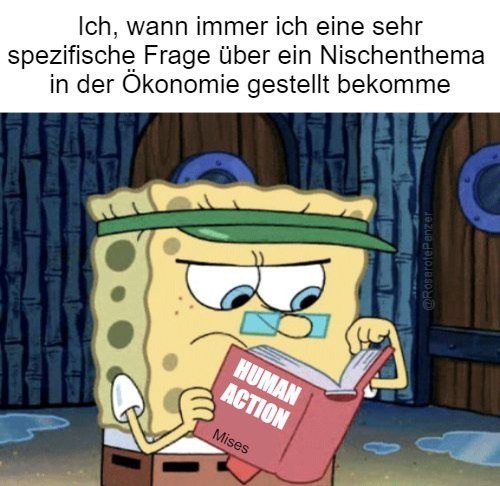 Ich, wann immer ich eine sehr
spezifische Frage über ein Nischenthema
in der Ökonomie gestellt bekomme
@RosarotePanzer
HUMAN
ACTION
Mises